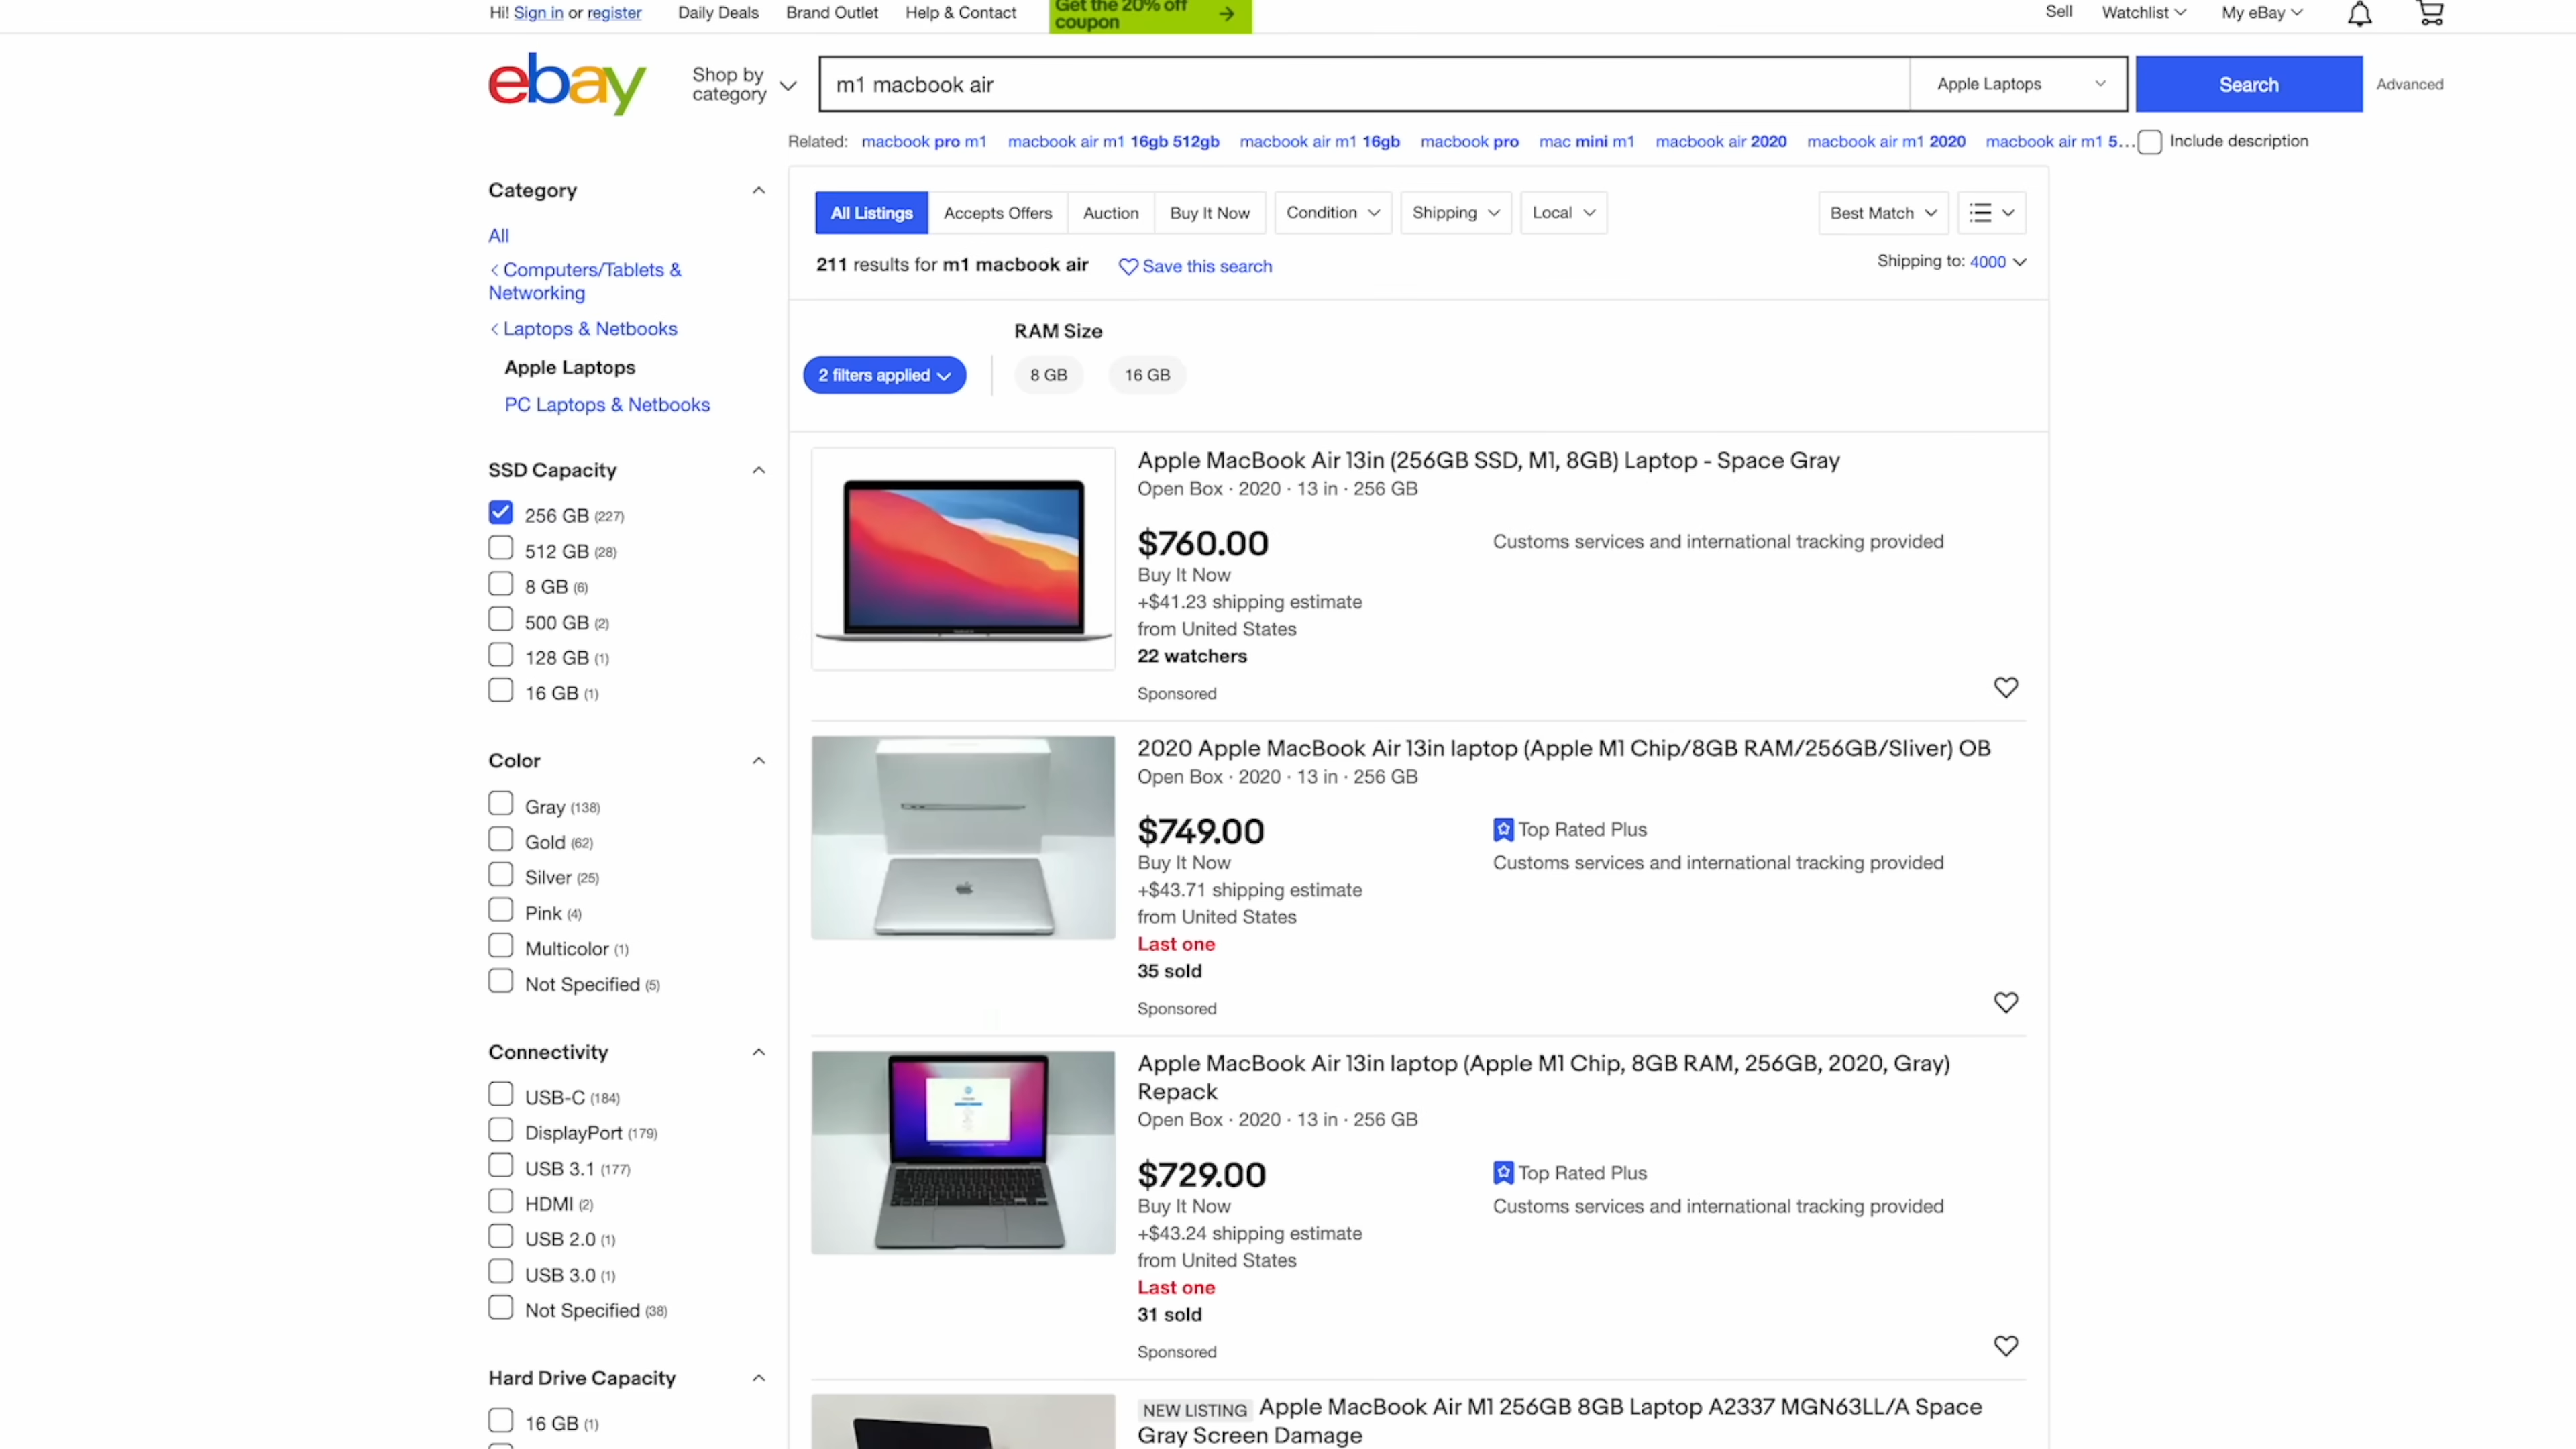 Hi! Sign in or register
Daily Deals
Brand Outlet
Help & Contact
Get the 20% off
coupon
Sell
Watchlist
My eBay
ebay
Shop by
category
m1 macbook air
Apple Laptops
Search
Advanced
Related:
macbook pro m1
macbook air m1 16gb 512gb
macbook air m1 16gb
macbook pro
mac mini m1
macbook air 2020
macbook air m1 2020
macbook air m1 5...
Include description
Category
All
Computers/Tablets &
Networking
Laptops & Netbooks
Apple Laptops
PC Laptops & Netbooks
SSD Capacity
256 GB (227)
512 GB (28)
8 GB (6)
500 GB (2)
128 GB (1)
16 GB (1)
Color
Gray (138)
Gold (62)
Silver (25)
Pink (4)
Multicolor (1)
Not Specified (5)
Connectivity
USB-C (184)
DisplayPort (179)
USB 3.1 (177)
HDMI (2)
USB 2.0 (1)
USB 3.0 (1)
Not Specified (38)
Hard Drive Capacity
16 GB (1)
All Listings
Accepts Offers
Auction
Buy It Now
Condition
Shipping
Local
Best Match
211 results for m1 macbook air
Save this search
Shipping to: 4000
RAM Size
2 filters applied
8 GB
16 GB
Apple MacBook Air 13in (256GB SSD, M1, 8GB) Laptop - Space Gray
Open Box · 2020 · 13 in · 256 GB
$760.00
Customs services and international tracking provided
Buy It Now
+$41.23 shipping estimate
from United States
22 watchers
Sponsored
2020 Apple MacBook Air 13in laptop (Apple M1 Chip/8GB RAM/256GB/Sliver) OB
Open Box · 2020 · 13 in · 256 GB
$749.00
Top Rated Plus
Buy It Now
Customs services and international tracking provided
+$43.71 shipping estimate
from United States
Last one
35 sold
Sponsored
Apple MacBook Air 13in laptop (Apple M1 Chip, 8GB RAM, 256GB, 2020, Gray)
Repack
Open Box · 2020 · 13 in · 256 GB
$729.00
Top Rated Plus
Buy It Now
Customs services and international tracking provided
+$43.24 shipping estimate
from United States
Last one
31 sold
Sponsored
NEW LISTING Apple MacBook Air M1 256GB 8GB Laptop A2337 MGN63LL/A Space
Gray Screen Damage